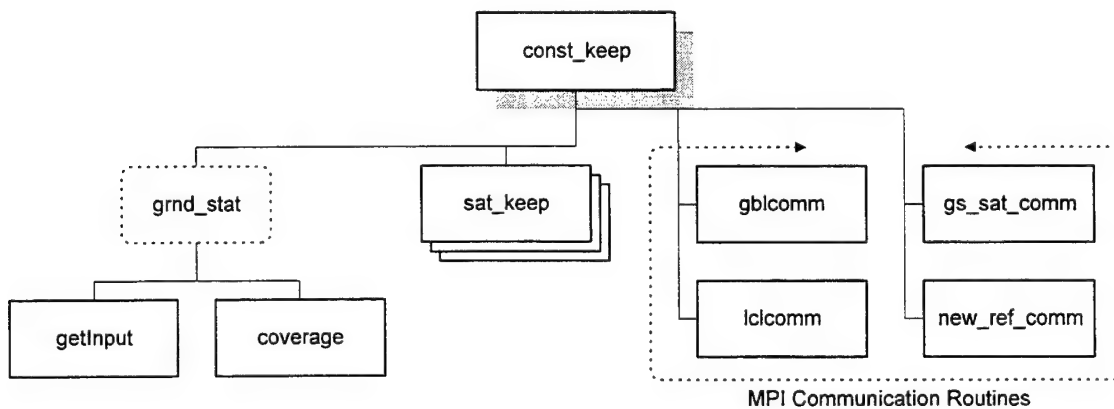 const_keep
grnd_stat
sat_keep
gblcomm
gs_sat_comm
getInput
coverage
lclcomm
new_ref_comm
MPI Communication Routines